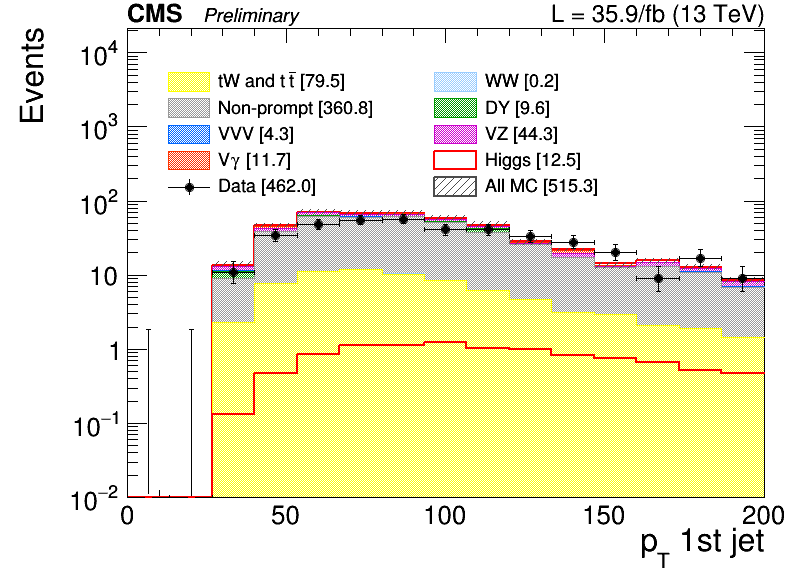 CMS Preliminary L = 35.9/fb (13 TeV)
Events
10⁴
10³
10²
10
1
10⁻¹
10⁻²
tW and tt̅ [79.5] WW [0.2]
Non-prompt [360.8] DY [9.6]
VVV [4.3] VZ [44.3]
Vγ [11.7] Higgs [12.5]
Data [462.0] All MC [515.3]
0 50 100 150 200
p_T 1st jet